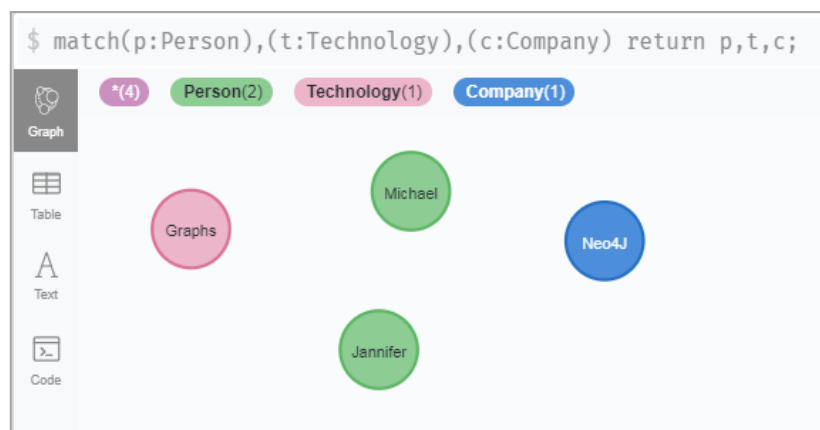 $ match(p:Person),(t:Technology),(c:Company) return p,t,c;
*(4) Person(2) Technology(1) Company(1)
Graph
Table
Text
Code
Michael
Graphs
Neo4J
Jannifer